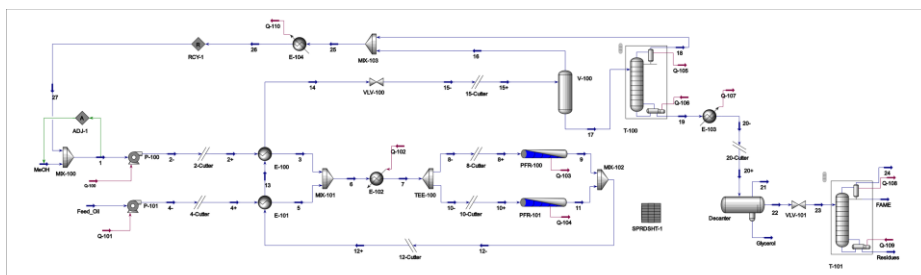 Q-110
RCY-1
28
E-104
25
MIX-103
16
18
Q-105
27
14
VLV-100
15-
15-Cutter
15+
V-100
17
T-100
Q-106
19
E-103
Q-107
20-
20-Cutter
20+
ADJ-1
MeOH
MIX-100
1
P-100
Q-100
2-
2-Cutter
2+
E-100
3
13
MIX-101
Q-102
6
E-102
7
TEE-100
8-
8-Cutter
8+
PFR-100
Q-103
9
MIX-102
Feed_Oil
P-101
Q-101
4-
4-Cutter
4+
E-101
5
10-
10-Cutter
10+
PFR-101
Q-104
11
12+
12-Cutter
12-
SPRDSHT-1
Decanter
21
22
VLV-101
23
Glycerol
24
Q-108
FAME
Q-109
T-101
Residues